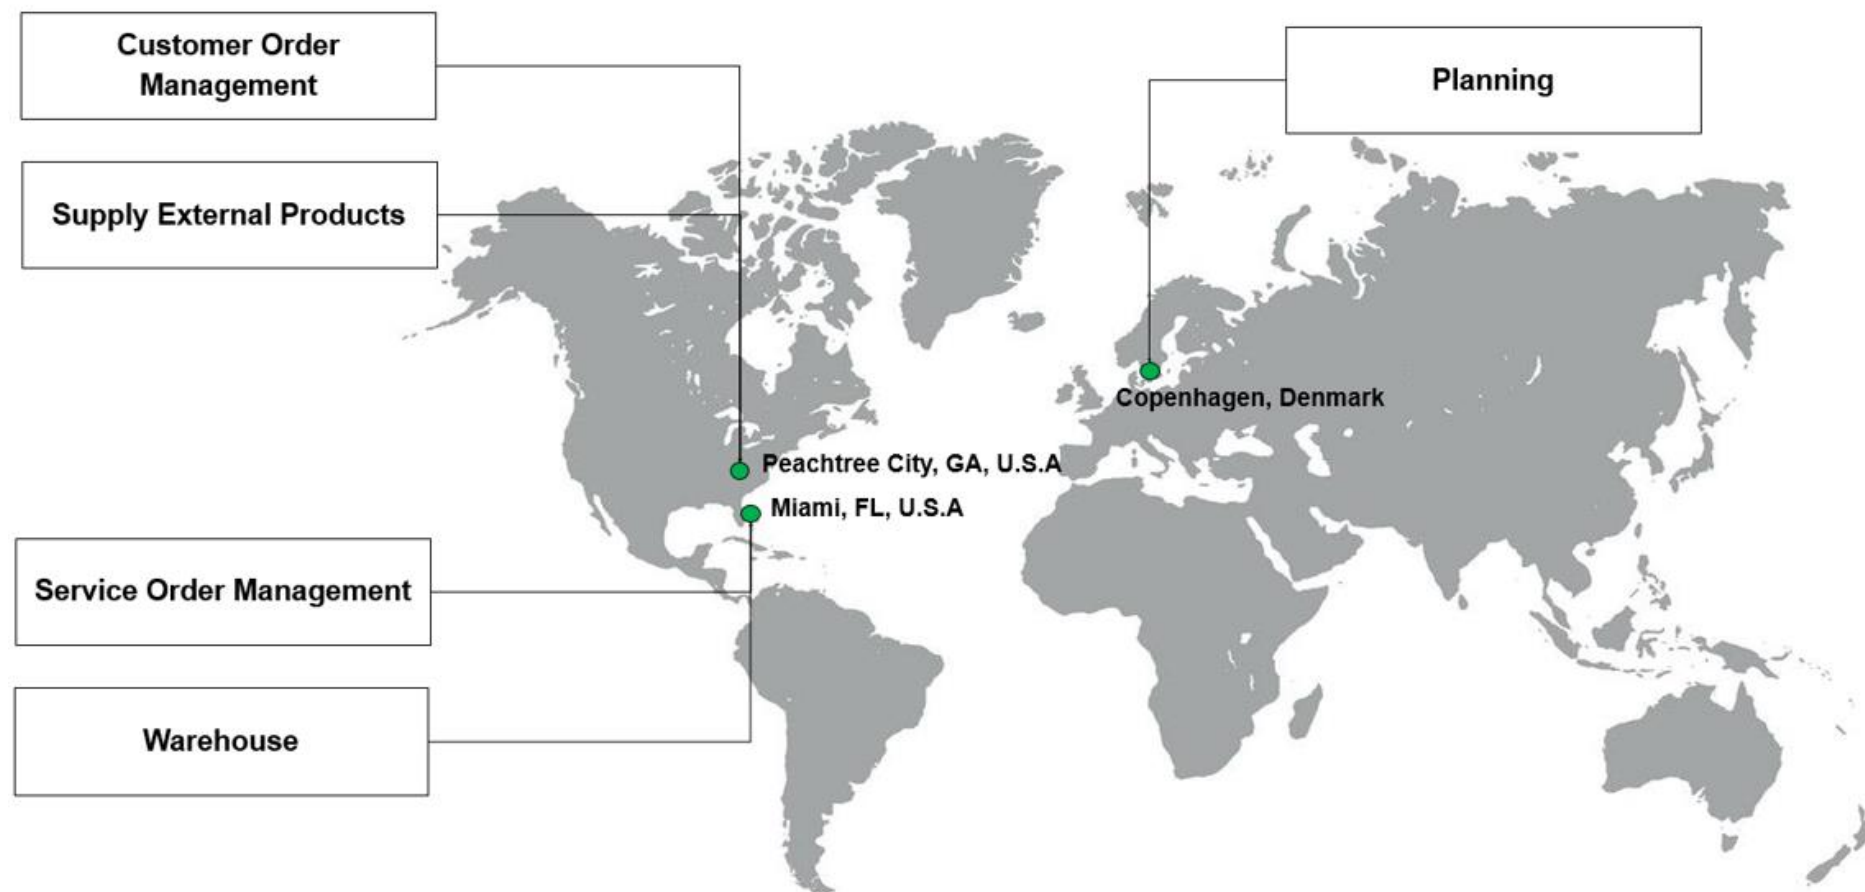 Customer Order
Management
Planning
Supply External Products
Copenhagen, Denmark
Peachtree City, GA, U.S.A
Miami, FL, U.S.A
Service Order Management
Warehouse